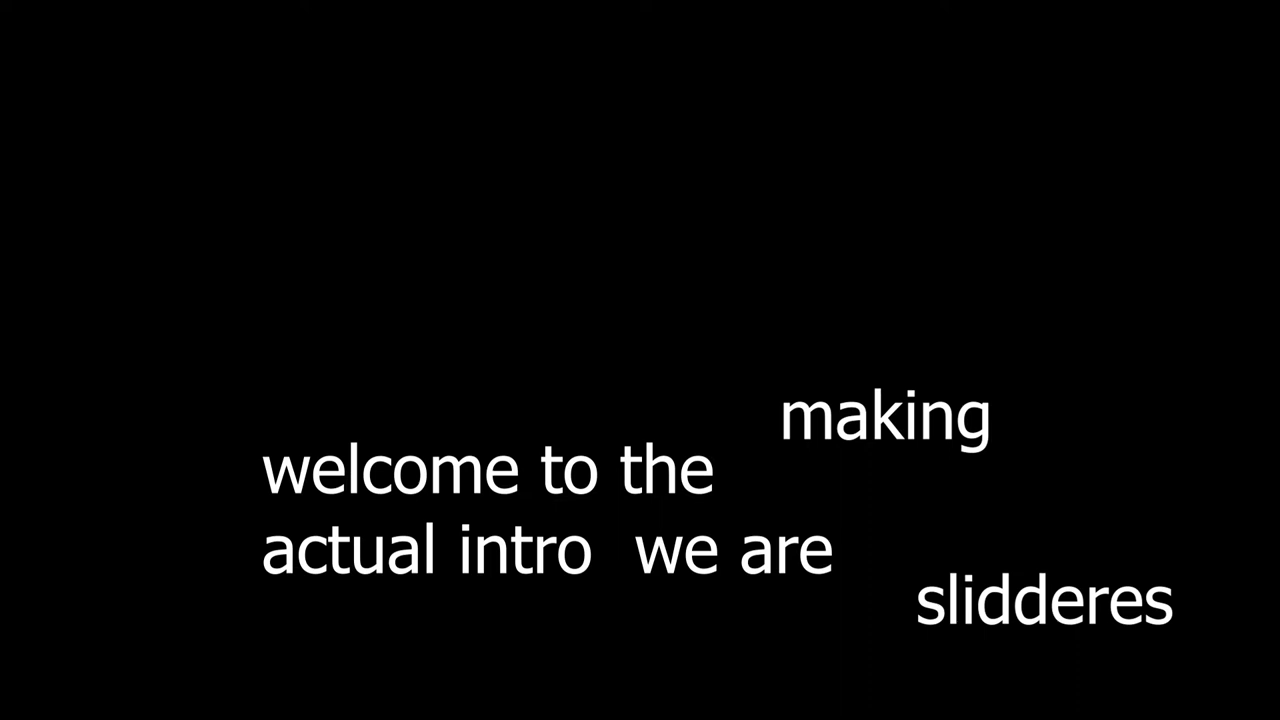 making
welcome to the
actual intro  we are
slidderes